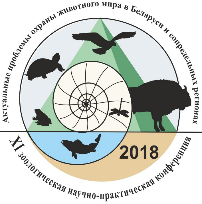 Актуальные проблемы охраны животного мира в Беларуси и сопредельных регионах
2018
XI зоологическая научно-практическая конференция